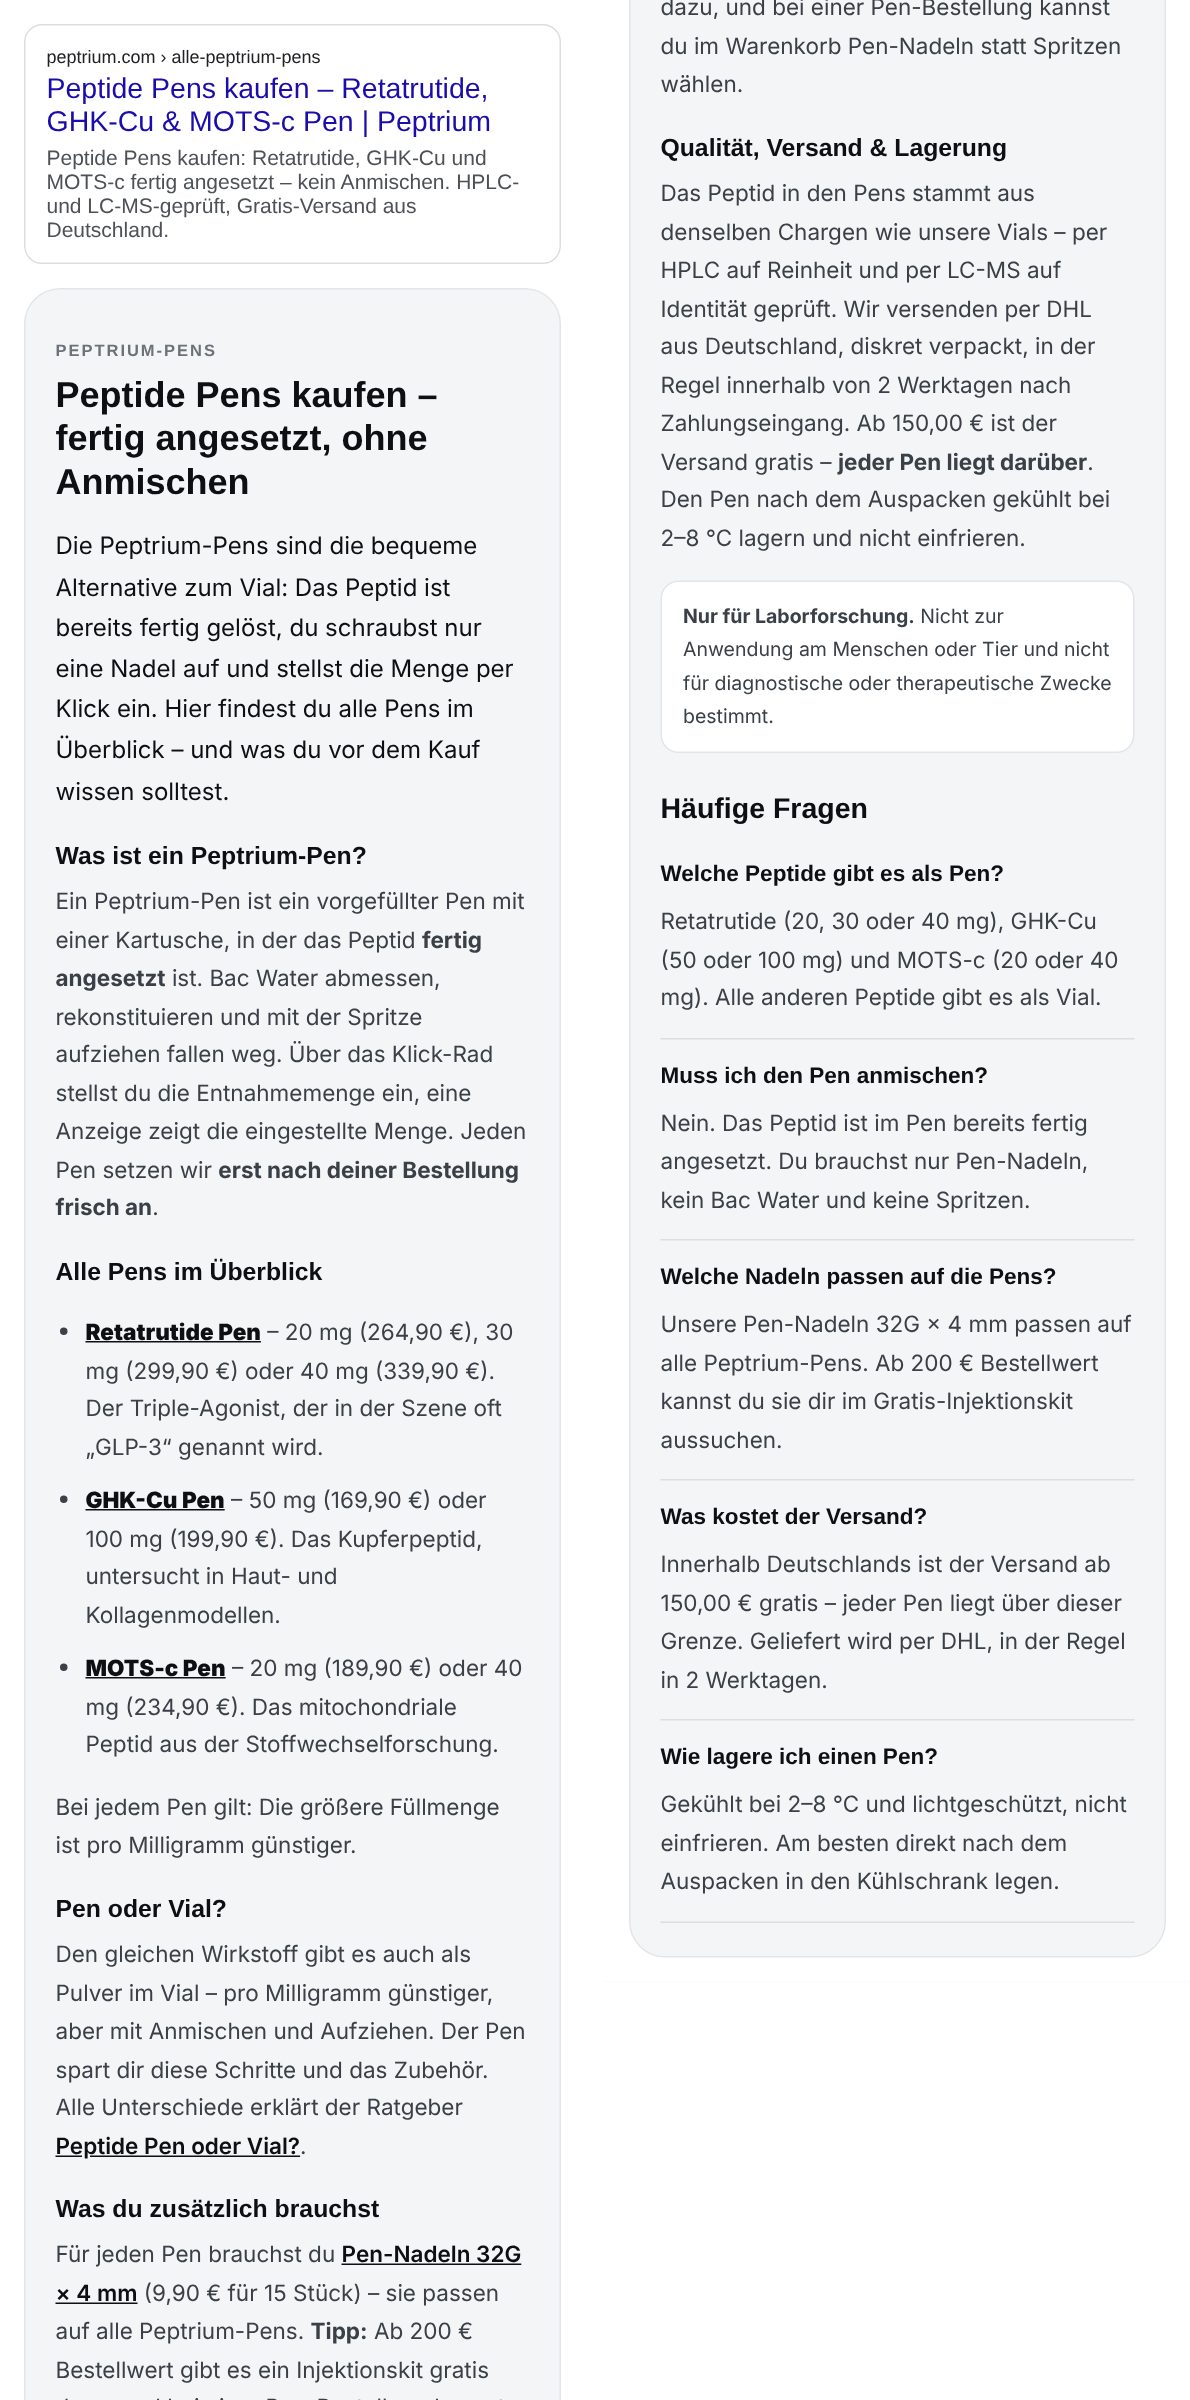 peptrium.com › alle-peptrium-pens
Peptide Pens kaufen – Retatrutide,
GHK-Cu & MOTS-c Pen | Peptrium
Peptide Pens kaufen: Retatrutide, GHK-Cu und
MOTS-c fertig angesetzt – kein Anmischen. HPLC-
und LC-MS-geprüft, Gratis-Versand aus
Deutschland.
PEPTRIUM-PENS
Peptide Pens kaufen –
fertig angesetzt, ohne
Anmischen
Die Peptrium-Pens sind die bequeme
Alternative zum Vial: Das Peptid ist
bereits fertig gelöst, du schraubst nur
eine Nadel auf und stellst die Menge per
Klick ein. Hier findest du alle Pens im
Überblick – und was du vor dem Kauf
wissen solltest.
Was ist ein Peptrium-Pen?
Ein Peptrium-Pen ist ein vorgefüllter Pen mit
einer Kartusche, in der das Peptid fertig
angesetzt ist. Bac Water abmessen,
rekonstituieren und mit der Spritze
aufziehen fallen weg. Über das Klick-Rad
stellst du die Entnahmemenge ein, eine
Anzeige zeigt die eingestellte Menge. Jeden
Pen setzen wir erst nach deiner Bestellung
frisch an.
Alle Pens im Überblick
• Retatrutide Pen – 20 mg (264,90 €), 30
mg (299,90 €) oder 40 mg (339,90 €).
Der Triple-Agonist, der in der Szene oft
„GLP-3“ genannt wird.
• GHK-Cu Pen – 50 mg (169,90 €) oder
100 mg (199,90 €). Das Kupferpeptid,
untersucht in Haut- und
Kollagenmodellen.
• MOTS-c Pen – 20 mg (189,90 €) oder 40
mg (234,90 €). Das mitochondriale
Peptid aus der Stoffwechselforschung.
Bei jedem Pen gilt: Die größere Füllmenge
ist pro Milligramm günstiger.
Pen oder Vial?
Den gleichen Wirkstoff gibt es auch als
Pulver im Vial – pro Milligramm günstiger,
aber mit Anmischen und Aufziehen. Der Pen
spart dir diese Schritte und das Zubehör.
Alle Unterschiede erklärt der Ratgeber
Peptide Pen oder Vial?.
Was du zusätzlich brauchst
Für jeden Pen brauchst du Pen-Nadeln 32G
× 4 mm (9,90 € für 15 Stück) – sie passen
auf alle Peptrium-Pens. Tipp: Ab 200 €
Bestellwert gibt es ein Injektionskit gratis
dazu, und bei einer Pen-Bestellung kannst
du im Warenkorb Pen-Nadeln statt Spritzen
wählen.
Qualität, Versand & Lagerung
Das Peptid in den Pens stammt aus
denselben Chargen wie unsere Vials – per
HPLC auf Reinheit und per LC-MS auf
Identität geprüft. Wir versenden per DHL
aus Deutschland, diskret verpackt, in der
Regel innerhalb von 2 Werktagen nach
Zahlungseingang. Ab 150,00 € ist der
Versand gratis – jeder Pen liegt darüber.
Den Pen nach dem Auspacken gekühlt bei
2–8 °C lagern und nicht einfrieren.
Nur für Laborforschung. Nicht zur
Anwendung am Menschen oder Tier und nicht
für diagnostische oder therapeutische Zwecke
bestimmt.
Häufige Fragen
Welche Peptide gibt es als Pen?
Retatrutide (20, 30 oder 40 mg), GHK-Cu
(50 oder 100 mg) und MOTS-c (20 oder 40
mg). Alle anderen Peptide gibt es als Vial.
Muss ich den Pen anmischen?
Nein. Das Peptid ist im Pen bereits fertig
angesetzt. Du brauchst nur Pen-Nadeln,
kein Bac Water und keine Spritzen.
Welche Nadeln passen auf die Pens?
Unsere Pen-Nadeln 32G × 4 mm passen auf
alle Peptrium-Pens. Ab 200 € Bestellwert
kannst du sie dir im Gratis-Injektionskit
aussuchen.
Was kostet der Versand?
Innerhalb Deutschlands ist der Versand ab
150,00 € gratis – jeder Pen liegt über dieser
Grenze. Geliefert wird per DHL, in der Regel
in 2 Werktagen.
Wie lagere ich einen Pen?
Gekühlt bei 2–8 °C und lichtgeschützt, nicht
einfrieren. Am besten direkt nach dem
Auspacken in den Kühlschrank legen.